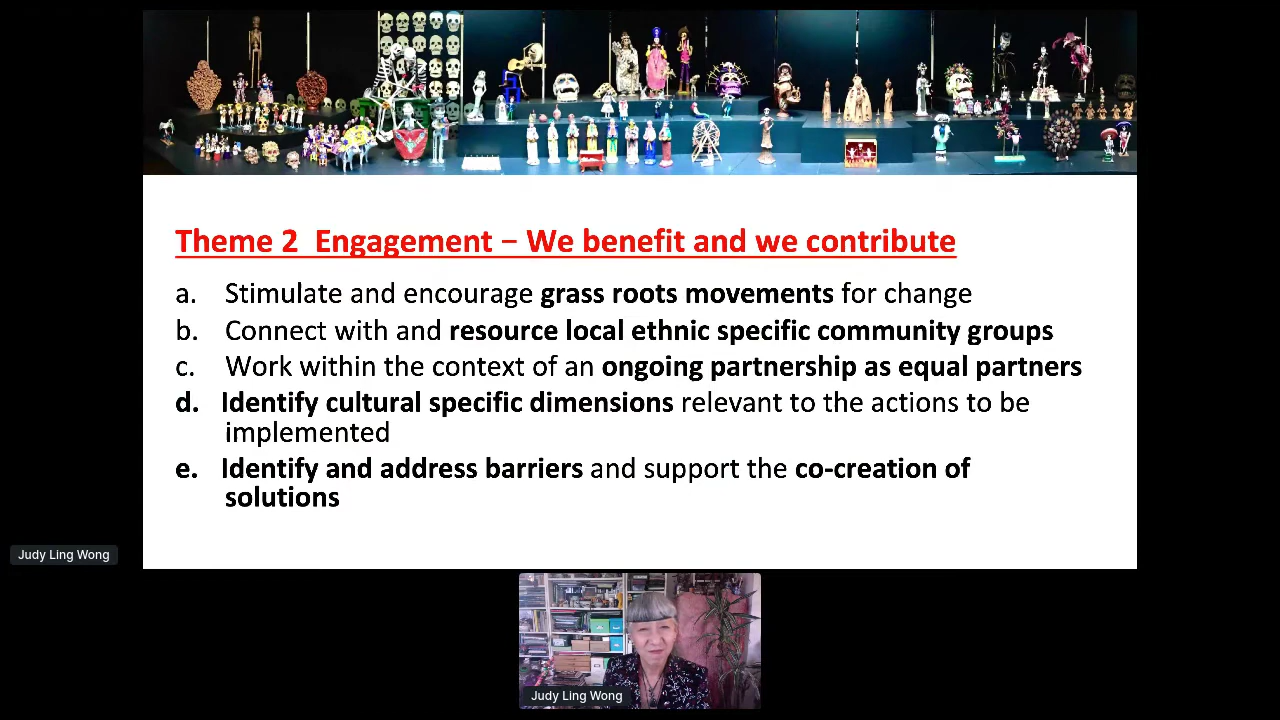 Theme 2 Engagement – We benefit and we contribute
a. Stimulate and encourage grass roots movements for change
b. Connect with and resource local ethnic specific community groups
c. Work within the context of an ongoing partnership as equal partners
d. Identify cultural specific dimensions relevant to the actions to be
implemented
e. Identify and address barriers and support the co-creation of
solutions
Judy Ling Wong
Judy Ling Wong